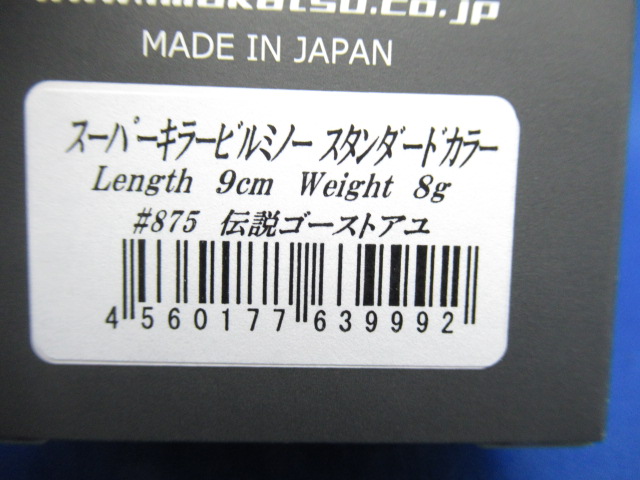 MADE IN JAPAN
スーパーキラービルミノー スタンダードカラー
Length 9cm Weight 8g
#875 伝説ゴーストアユ
4 560177 639992